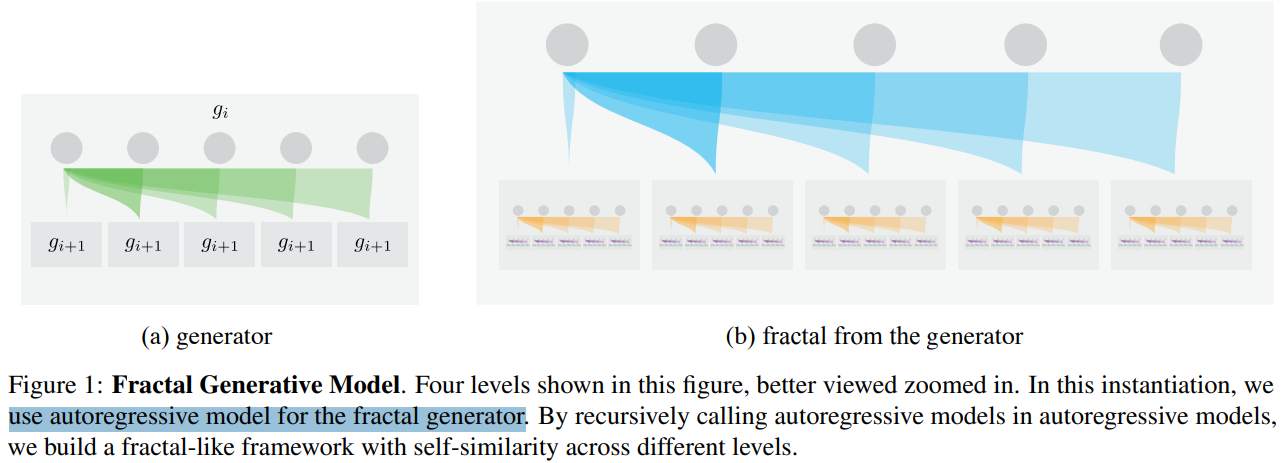 g_i
g_{i+1} g_{i+1} g_{i+1} g_{i+1} g_{i+1}
(a) generator
(b) fractal from the generator
Figure 1: Fractal Generative Model. Four levels shown in this figure, better viewed zoomed in. In this instantiation, we
use autoregressive model for the fractal generator. By recursively calling autoregressive models in autoregressive models,
we build a fractal-like framework with self-similarity across different levels.